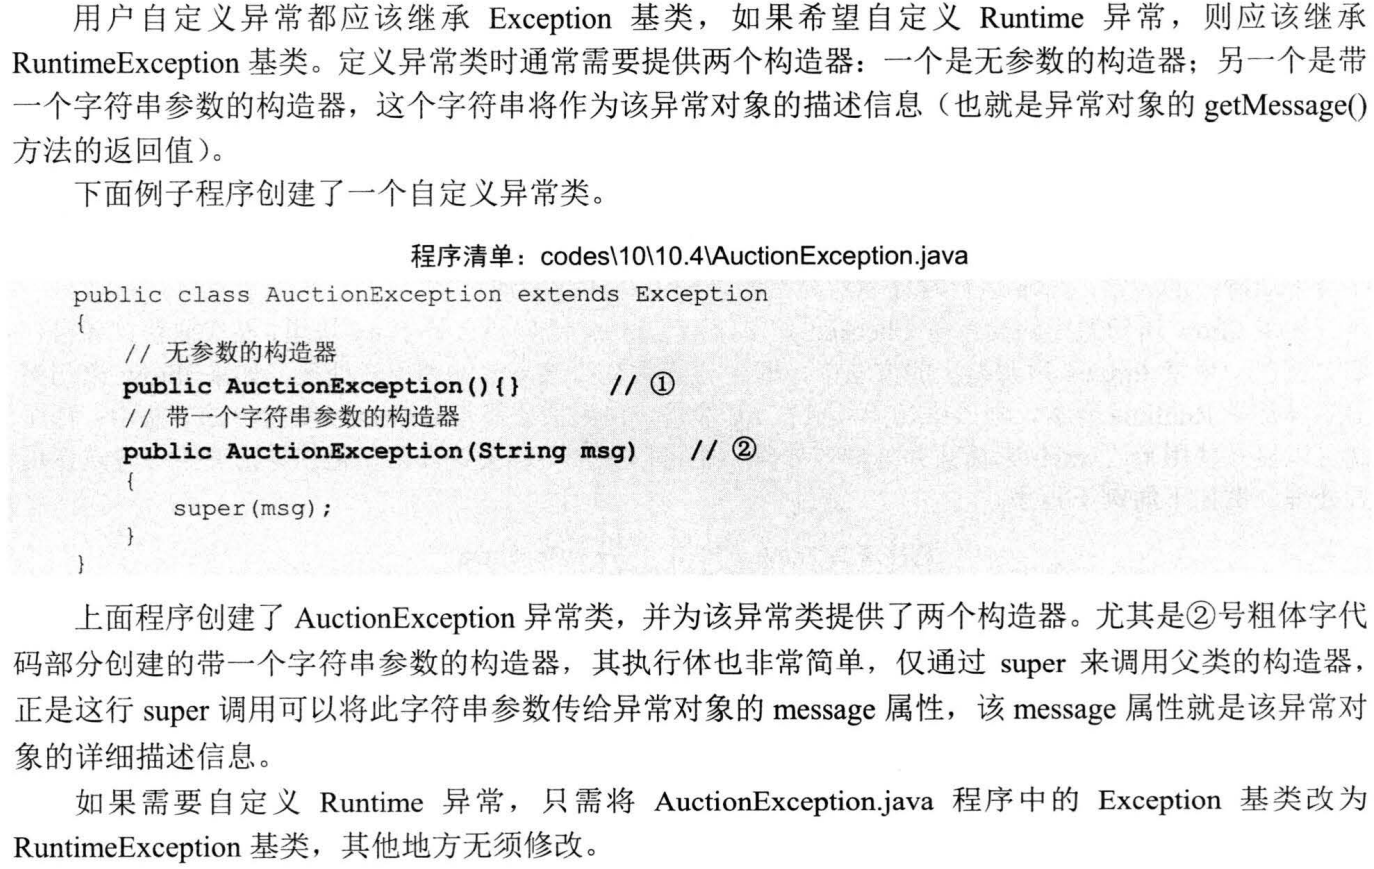 用户自定义异常都应该继承 Exception 基类，如果希望自定义 Runtime 异常，则应该继承
RuntimeException 基类。定义异常类时通常需要提供两个构造器：一个是无参数的构造器；另一个是带
一个字符串参数的构造器，这个字符串将作为该异常对象的描述信息（也就是异常对象的 getMessage()
方法的返回值）。
下面例子程序创建了一个自定义异常类。
程序清单：codes\10\10.4\AuctionException.java
public class AuctionException extends Exception
{
// 无参数的构造器
public AuctionException(){} // ①
// 带一个字符串参数的构造器
public AuctionException(String msg) // ②
{
super(msg);
}
}
上面程序创建了 AuctionException 异常类，并为该异常类提供了两个构造器。尤其是②号粗体字代
码部分创建的带一个字符串参数的构造器，其执行体也非常简单，仅通过 super 来调用父类的构造器，
正是这行 super 调用可以将此字符串参数传给异常对象的 message 属性，该 message 属性就是该异常对
象的详细描述信息。
如果需要自定义 Runtime 异常，只需将 AuctionException.java 程序中的 Exception 基类改为
RuntimeException 基类，其他地方无须修改。